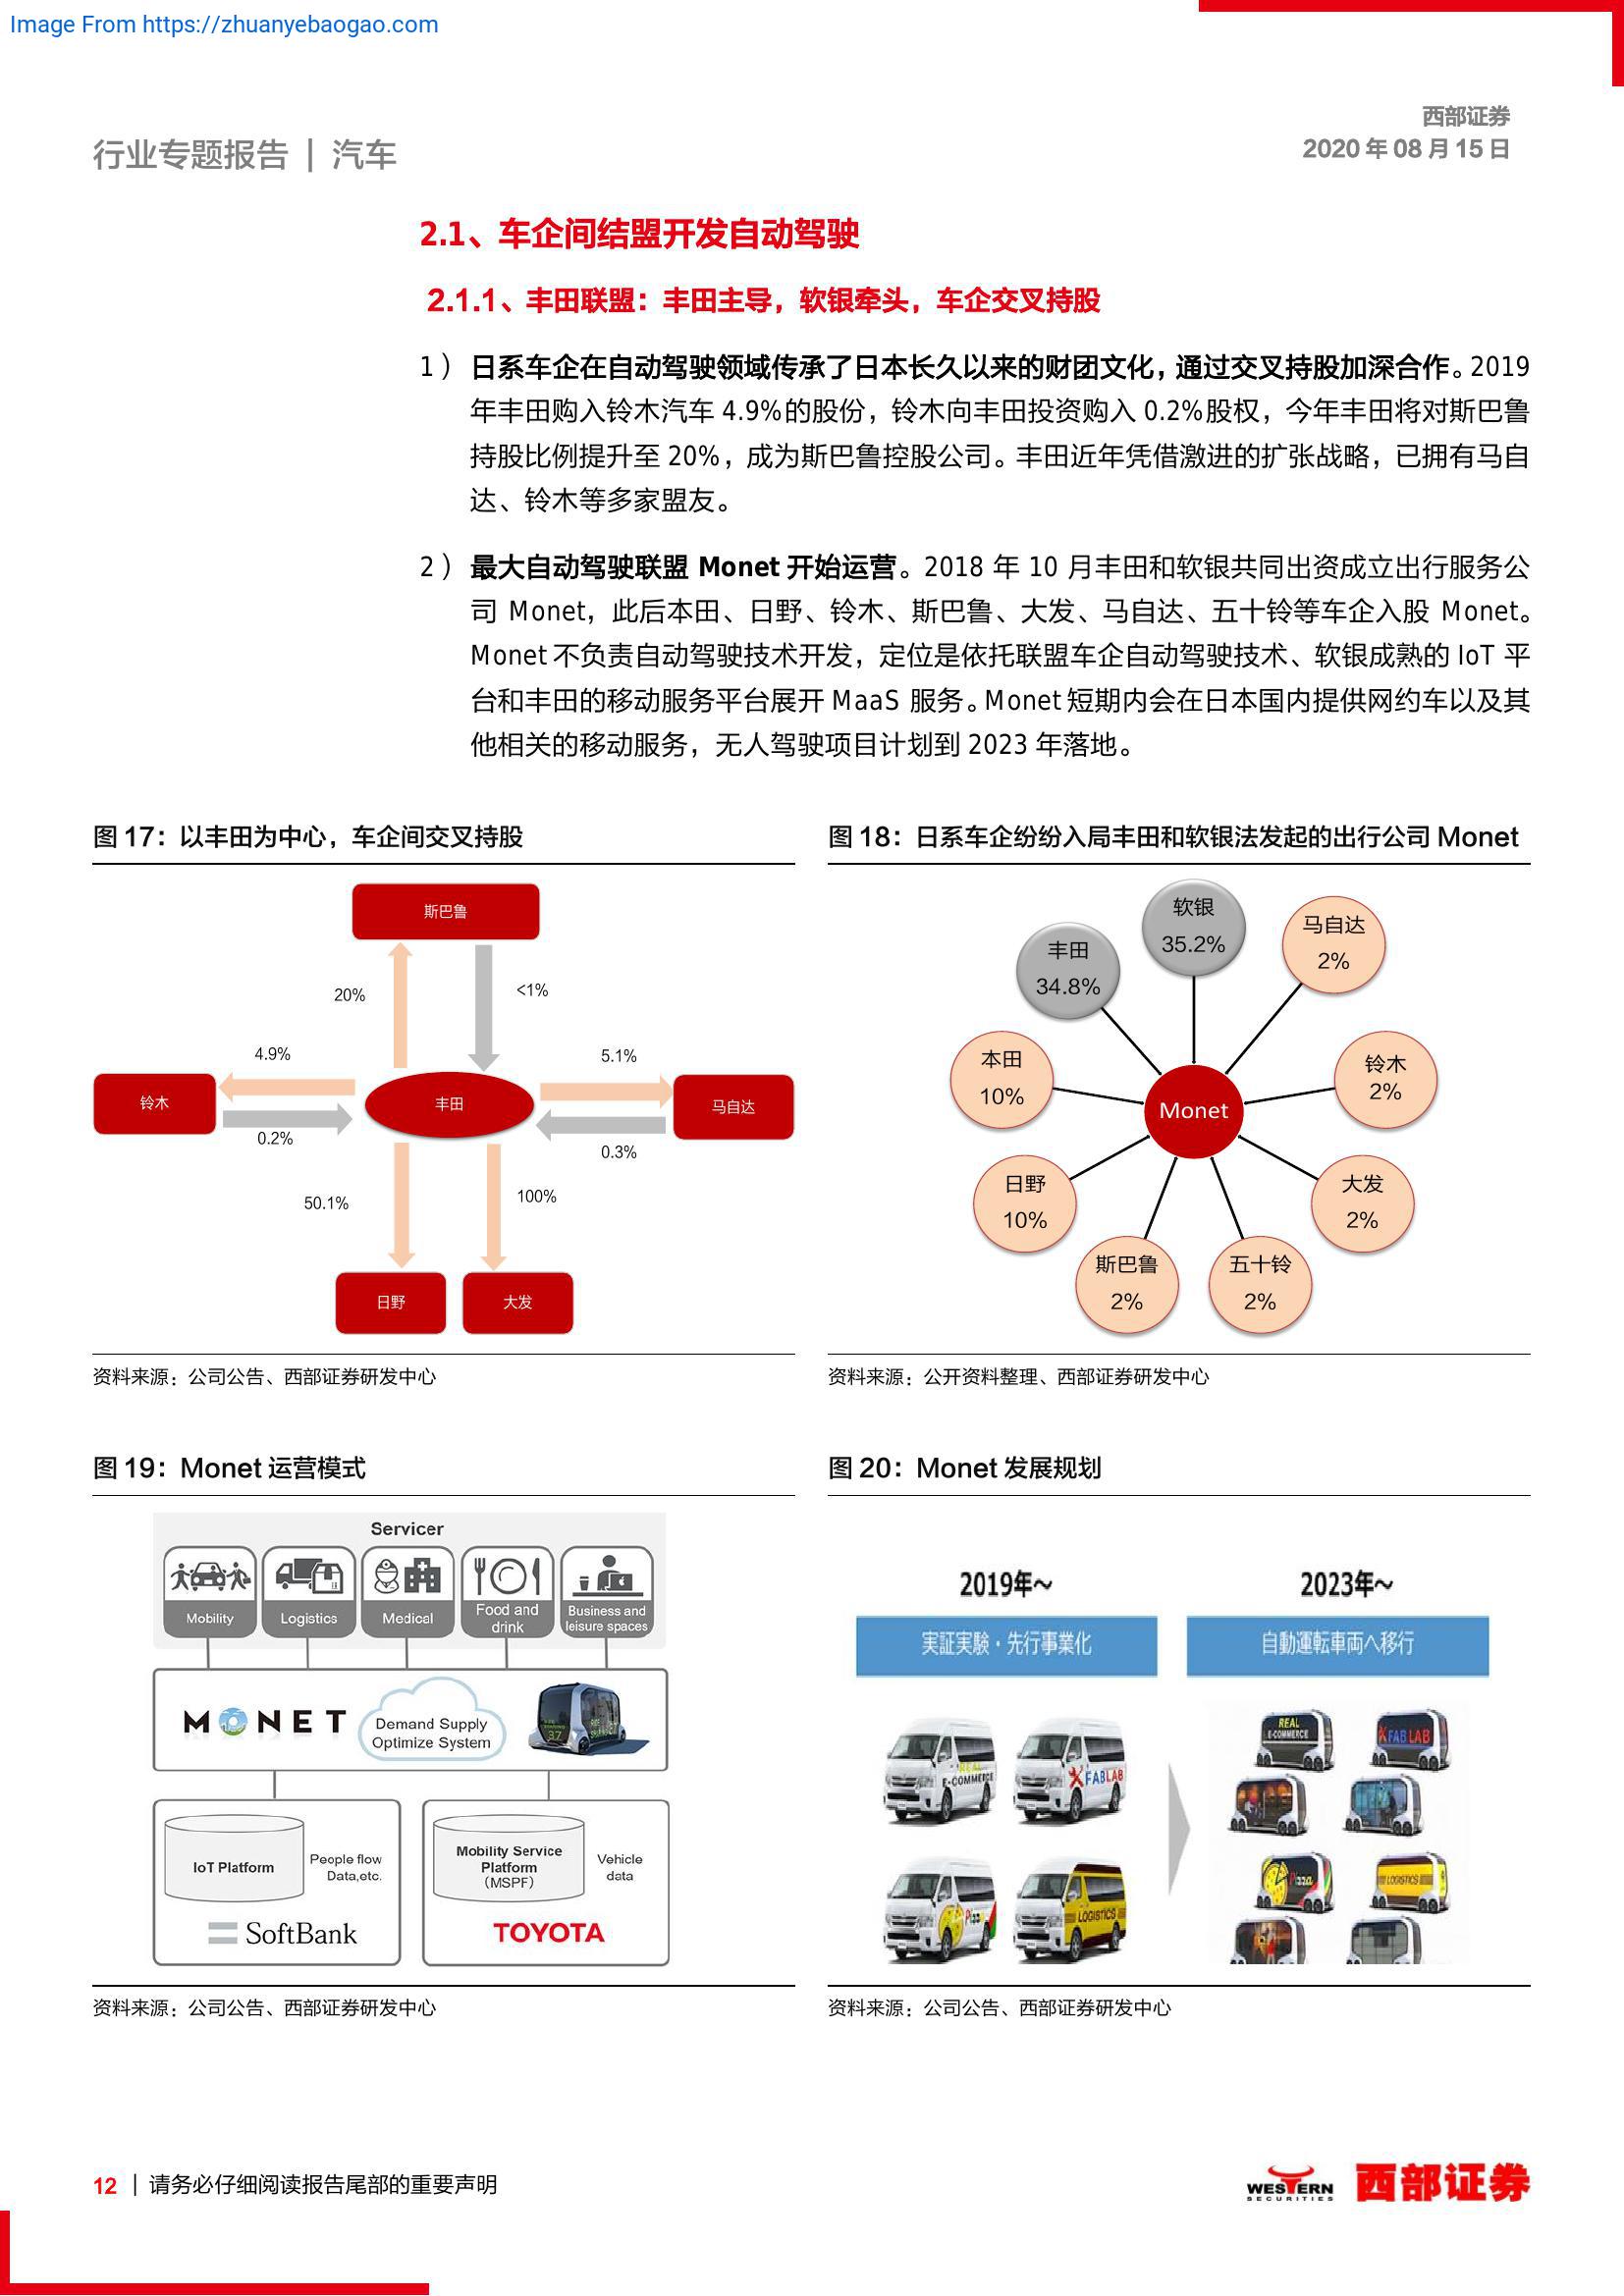 Image From https://zhuanyebaogao.com
西部证券
2020 年 08 月 15 日
行业专题报告 | 汽车
2.1、车企间结盟开发自动驾驶
2.1.1、丰田联盟：丰田主导，软银牵头，车企交叉持股
1） 日系车企在自动驾驶领域传承了日本长久以来的财团文化，通过交叉持股加深合作。2019
年丰田购入铃木汽车 4.9%的股份，铃木向丰田投资购入 0.2%股权，今年丰田将对斯巴鲁
持股比例提升至 20%，成为斯巴鲁控股公司。丰田近年凭借激进的扩张战略，已拥有马自
达、铃木等多家盟友。
2） 最大自动驾驶联盟 Monet 开始运营。2018 年 10 月丰田和软银共同出资成立出行服务公
司 Monet，此后本田、日野、铃木、斯巴鲁、大发、马自达、五十铃等车企入股 Monet。
Monet 不负责自动驾驶技术开发，定位是依托联盟车企自动驾驶技术、软银成熟的 IoT 平
台和丰田的移动服务平台展开 MaaS 服务。Monet 短期内会在日本国内提供网约车以及其
他相关的移动服务，无人驾驶项目计划到 2023 年落地。
图 17：以丰田为中心，车企间交叉持股
斯巴鲁
20%
<1%
4.9%
5.1%
铃木
丰田
马自达
0.2%
0.3%
50.1%
100%
日野
大发
资料来源：公司公告、西部证券研发中心
图 18：日系车企纷纷入局丰田和软银法发起的出行公司 Monet
软银
35.2%
马自达
2%
丰田
34.8%
本田
10%
铃木
2%
Monet
日野
10%
大发
2%
斯巴鲁
2%
五十铃
2%
资料来源：公开资料整理、西部证券研发中心
图 19：Monet 运营模式
Servicer
Mobility
Logistics
Medical
Food and
drink
Business and
leisure spaces
MONET
Demand Supply
Optimize System
IoT Platform
People flow
Data,etc.
SoftBank
Mobility Service
Platform
（MSPF）
Vehicle
data
TOYOTA
资料来源：公司公告、西部证券研发中心
图 20：Monet 发展规划
2019年～
2023年～
実証実験・先行事業化
自動運転車両へ移行
REAL
E-COMMERCE
FABLAB
REAL
E-COMMERCE
FABLAB
Pizza
LOGISTICS
Pizza
LOGISTICS
资料来源：公司公告、西部证券研发中心
12 | 请务必仔细阅读报告尾部的重要声明
WESTERN
SECURITIES
西部证券